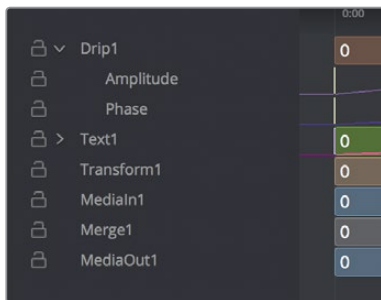 0:00
Drip1 0
Amplitude
Phase
Text1 0
Transform1 0
MediaIn1 0
Merge1 0
MediaOut1 0